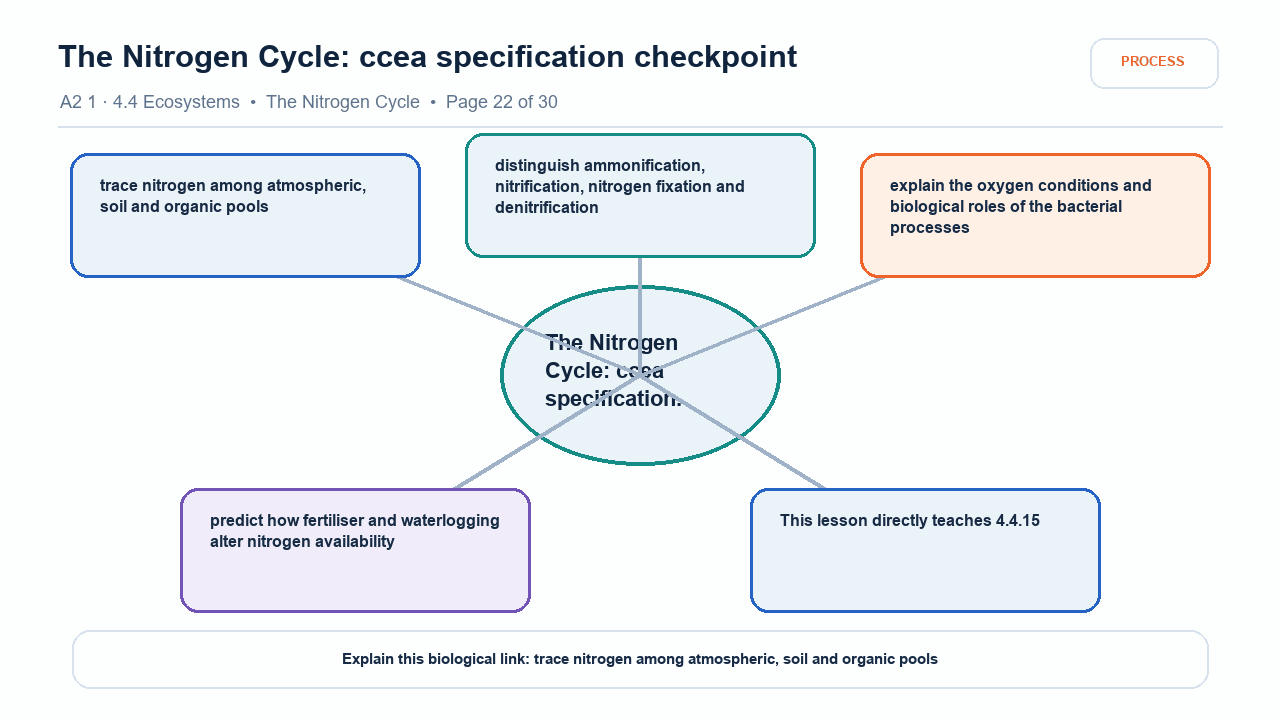 The Nitrogen Cycle: ccea specification checkpoint
PROCESS
A2 1 · 4.4 Ecosystems • The Nitrogen Cycle • Page 22 of 30
trace nitrogen among atmospheric,
soil and organic pools
distinguish ammonification,
nitrification, nitrogen fixation and
denitrification
explain the oxygen conditions and
biological roles of the bacterial
processes
The Nitrogen
Cycle: ccea
specification.
predict how fertiliser and waterlogging
alter nitrogen availability
This lesson directly teaches 4.4.15
Explain this biological link: trace nitrogen among atmospheric, soil and organic pools